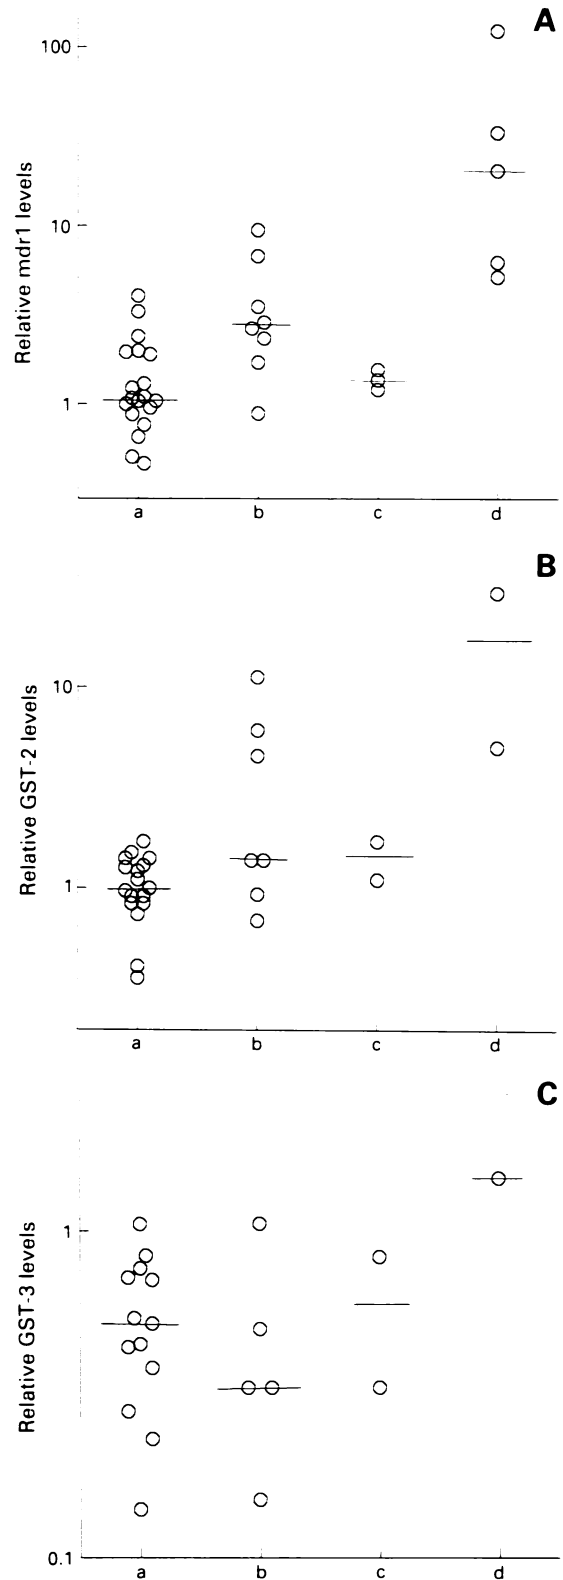 A
100
10
1
Relative mdr1 levels
a b c d
B
10
1
Relative GST-2 levels
a b c d
C
1
0.1
Relative GST-3 levels
a b c d